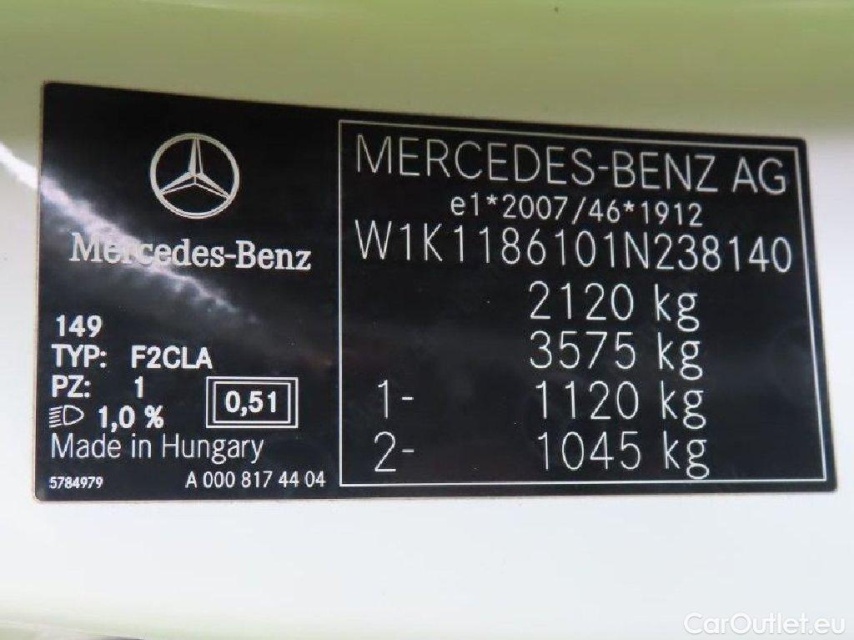 Mercedes-Benz
149
TYP: F2CLA
PZ: 1
1,0 %
0,51
Made in Hungary
5784979 A 000 817 44 04
MERCEDES-BENZ AG
e1*2007/46*1912
W1K1186101N238140
2120 kg
3575 kg
1- 1120 kg
2- 1045 kg
CarOutlet.eu